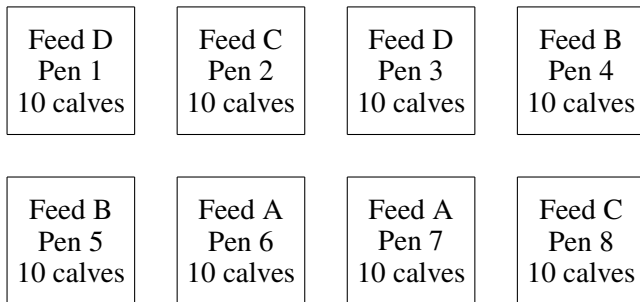 Feed D
Pen 1
10 calves
Feed C
Pen 2
10 calves
Feed D
Pen 3
10 calves
Feed B
Pen 4
10 calves
Feed B
Pen 5
10 calves
Feed A
Pen 6
10 calves
Feed A
Pen 7
10 calves
Feed C
Pen 8
10 calves